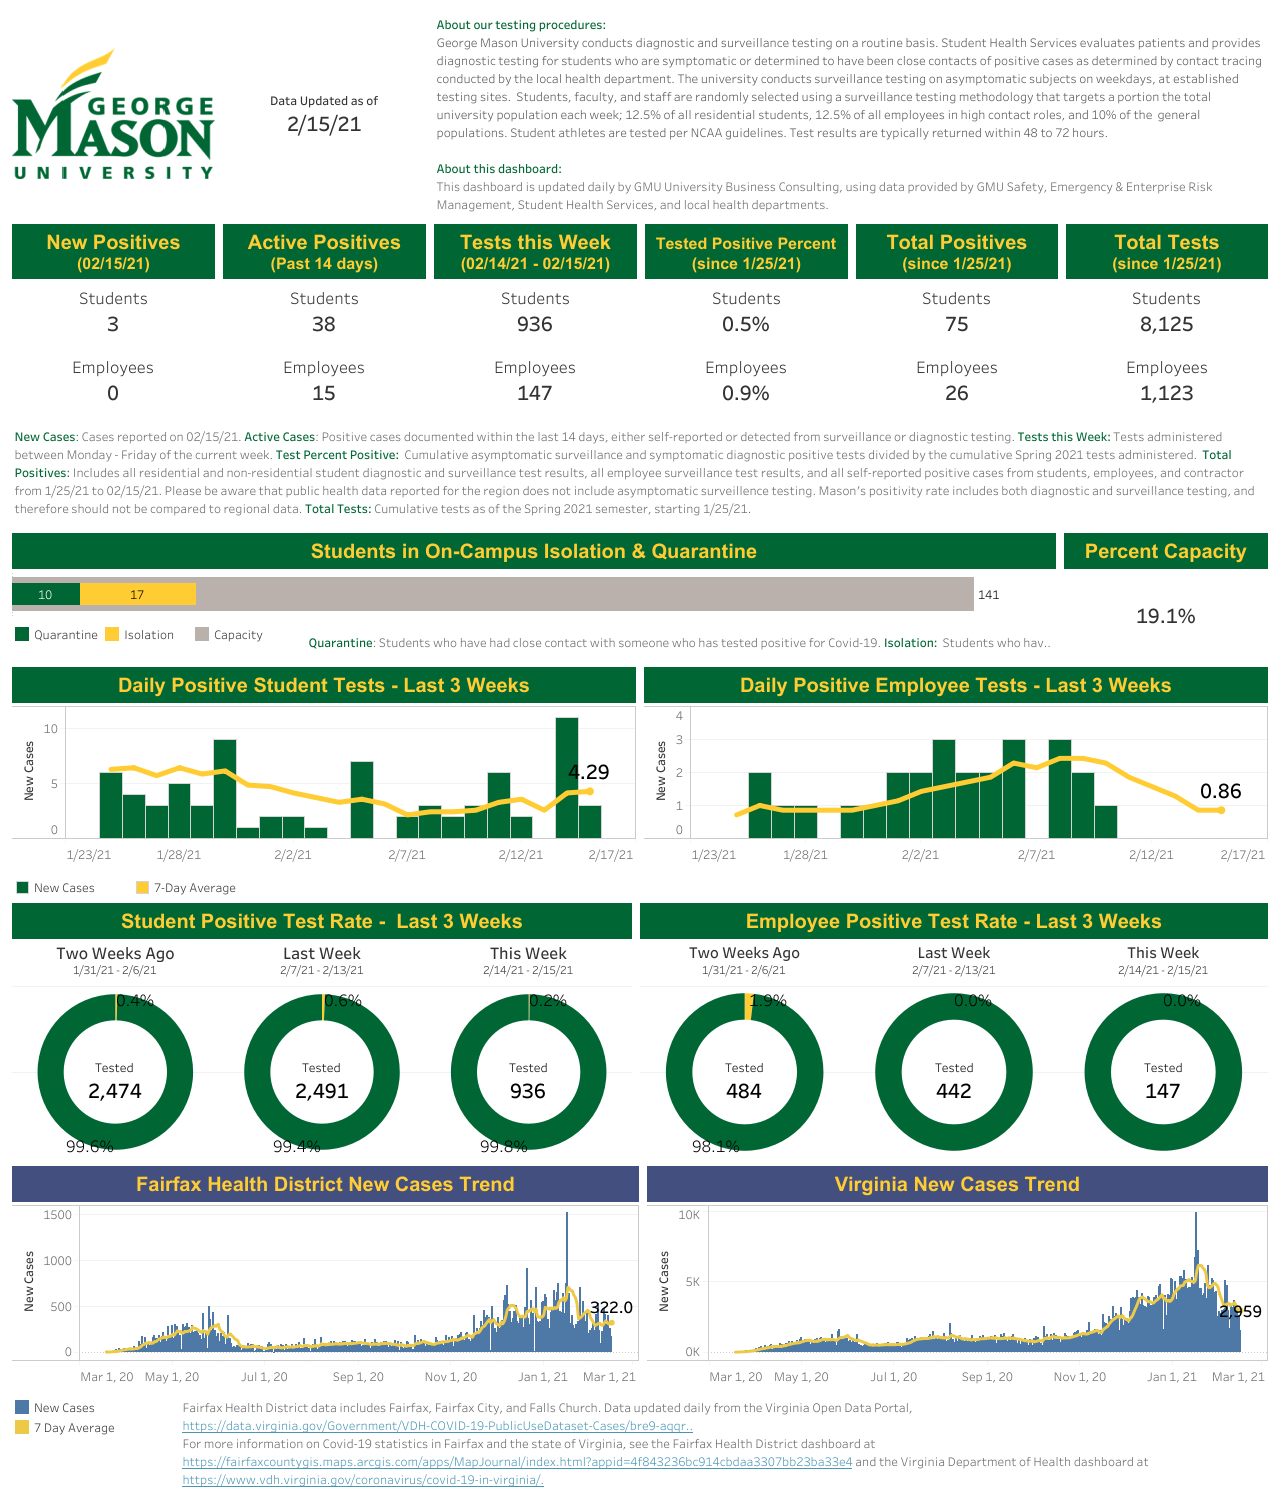 GEORGE
MASON
UNIVERSITY
Data Updated as of
2/15/21
About our testing procedures:
George Mason University conducts diagnostic and surveillance testing on a routine basis. Student Health Services evaluates patients and provides
diagnostic testing for students who are symptomatic or determined to have been close contacts of positive cases as determined by contact tracing
conducted by the local health department. The university conducts surveillance testing on asymptomatic subjects on weekdays, at established
testing sites.  Students, faculty, and staff are randomly selected using a surveillance testing methodology that targets a portion the total
university population each week; 12.5% of all residential students, 12.5% of all employees in high contact roles, and 10% of the  general
populations. Student athletes are tested per NCAA guidelines. Test results are typically returned within 48 to 72 hours.
About this dashboard:
This dashboard is updated daily by GMU University Business Consulting, using data provided by GMU Safety, Emergency & Enterprise Risk
Management, Student Health Services, and local health departments.
New Positives Active Positives Tests this Week Tested Positive Percent Total Positives Total Tests
(02/15/21) (Past 14 days) (02/14/21 - 02/15/21) (since 1/25/21) (since 1/25/21) (since 1/25/21)
Students Students Students Students Students Students
3 38 936 0.5% 75 8,125
Employees Employees Employees Employees Employees Employees
0 15 147 0.9% 26 1,123
New Cases: Cases reported on 02/15/21. Active Cases: Positive cases documented within the last 14 days, either self-reported or detected from surveillance or diagnostic testing. Tests this Week: Tests administered
between Monday - Friday of the current week. Test Percent Positive:  Cumulative asymptomatic surveillance and symptomatic diagnostic positive tests divided by the cumulative Spring 2021 tests administered.  Total
Positives: Includes all residential and non-residential student diagnostic and surveillance test results, all employee surveillance test results, and all self-reported positive cases from students, employees, and contractor
from 1/25/21 to 02/15/21. Please be aware that public health data reported for the region does not include asymptomatic surveillence testing. Mason's positivity rate includes both diagnostic and surveillance testing, and
therefore should not be compared to regional data. Total Tests: Cumulative tests as of the Spring 2021 semester, starting 1/25/21.
Students in On-Campus Isolation & Quarantine Percent Capacity
10 17 141
19.1%
Quarantine Isolation Capacity
Quarantine: Students who have had close contact with someone who has tested positive for Covid-19. Isolation:  Students who hav..
Daily Positive Student Tests - Last 3 Weeks
New Cases
10
5
0
4.29
1/23/21 1/28/21 2/2/21 2/7/21 2/12/21 2/17/21
Daily Positive Employee Tests - Last 3 Weeks
New Cases
4
3
2
1
0
0.86
1/23/21 1/28/21 2/2/21 2/7/21 2/12/21 2/17/21
New Cases 7-Day Average
Student Positive Test Rate -  Last 3 Weeks
Two Weeks Ago Last Week This Week
1/31/21 - 2/6/21 2/7/21 - 2/13/21 2/14/21 - 2/15/21
0.4% 0.6% 0.2%
Tested Tested Tested
2,474 2,491 936
99.6% 99.4% 99.8%
Employee Positive Test Rate - Last 3 Weeks
Two Weeks Ago Last Week This Week
1/31/21 - 2/6/21 2/7/21 - 2/13/21 2/14/21 - 2/15/21
1.9% 0.0% 0.0%
Tested Tested Tested
484 442 147
98.1%
Fairfax Health District New Cases Trend
New Cases
1500
1000
500
0
322.0
Mar 1, 20 May 1, 20 Jul 1, 20 Sep 1, 20 Nov 1, 20 Jan 1, 21 Mar 1, 21
Virginia New Cases Trend
New Cases
10K
5K
0K
2,959
Mar 1, 20 May 1, 20 Jul 1, 20 Sep 1, 20 Nov 1, 20 Jan 1, 21 Mar 1, 21
New Cases
7 Day Average
Fairfax Health District data includes Fairfax, Fairfax City, and Falls Church. Data updated daily from the Virginia Open Data Portal,
https://data.virginia.gov/Government/VDH-COVID-19-PublicUseDataset-Cases/bre9-aqqr..
For more information on Covid-19 statistics in Fairfax and the state of Virginia, see the Fairfax Health District dashboard at
https://fairfaxcountygis.maps.arcgis.com/apps/MapJournal/index.html?appid=4f843236bc914cbdaa3307bb23ba33e4 and the Virginia Department of Health dashboard at
https://www.vdh.virginia.gov/coronavirus/covid-19-in-virginia/.